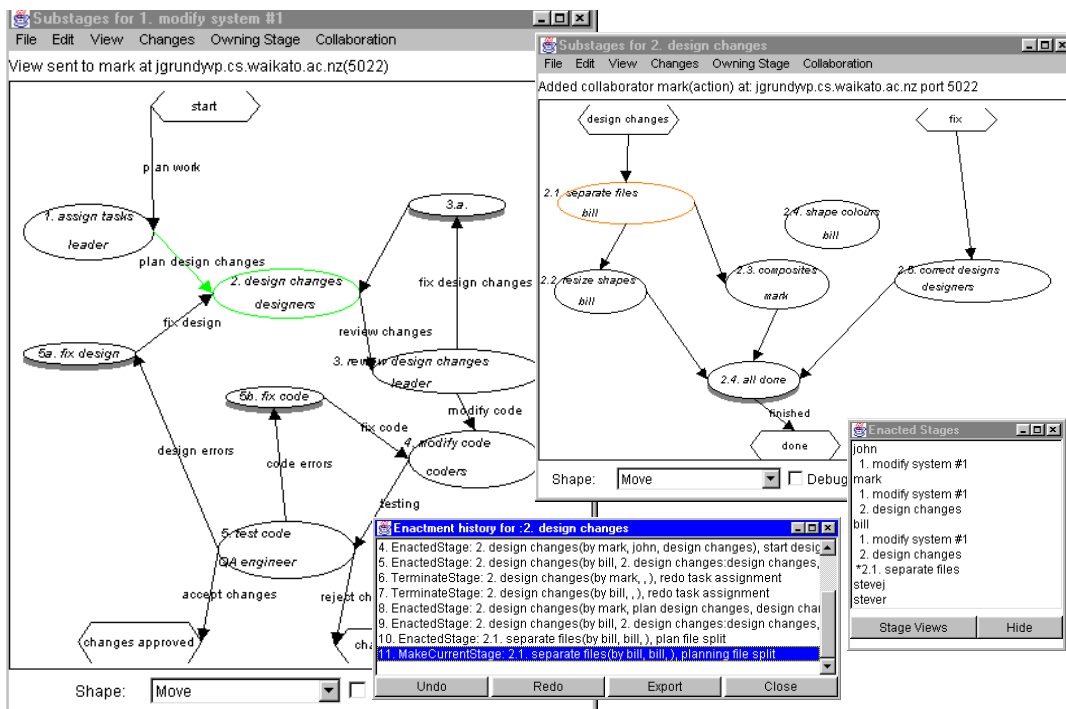 Substages for 1. modify system #1
File Edit View Changes Owning Stage Collaboration
View sent to mark at jgrundyvp.cs.waikato.ac.nz(5022)
start
plan work
1. assign tasks
leader
plan design changes
2. design changes
designers
3.a.
fix design changes
fix design
review changes
5a. fix design
3. review design changes
leader
5b. fix code
modify code
fix code
4. modify code
coders
design errors
code errors
testing
5. test code
QA engineer
accept changes
reject ch
changes approved
cha
Shape: Move
Substages for 2. design changes
File Edit View Changes Owning Stage Collaboration
Added collaborator mark(action) at: jgrundyvp.cs.waikato.ac.nz port 5022
design changes
fix
2.1. separate files
bill
2.4. shape colours
bill
2.2. resize shapes
bill
2.3. composites
mark
2.5. correct designs
designers
2.4. all done
finished
done
Shape: Move Debug
Enactment history for :2. design changes
4. EnactedStage: 2. design changes(by mark, john, design changes), start desig
5. EnactedStage: 2. design changes(by bill, 2. design changes:design changes,
6. TerminateStage: 2. design changes(by mark, , ), redo task assignment
7. TerminateStage: 2. design changes(by bill, , ), redo task assignment
8. EnactedStage: 2. design changes(by mark, plan design changes, design char
9. EnactedStage: 2. design changes(by bill, 2. design changes:design changes,
10. EnactedStage: 2.1. separate files(by bill, bill, ), plan file split
11. MakeCurrentStage: 2.1. separate files(by bill, bill, ), planning file split
Undo Redo Export Close
Enacted Stages
john
1. modify system #1
mark
1. modify system #1
2. design changes
bill
1. modify system #1
2. design changes
*2.1. separate files
stevej
stever
Stage Views Hide